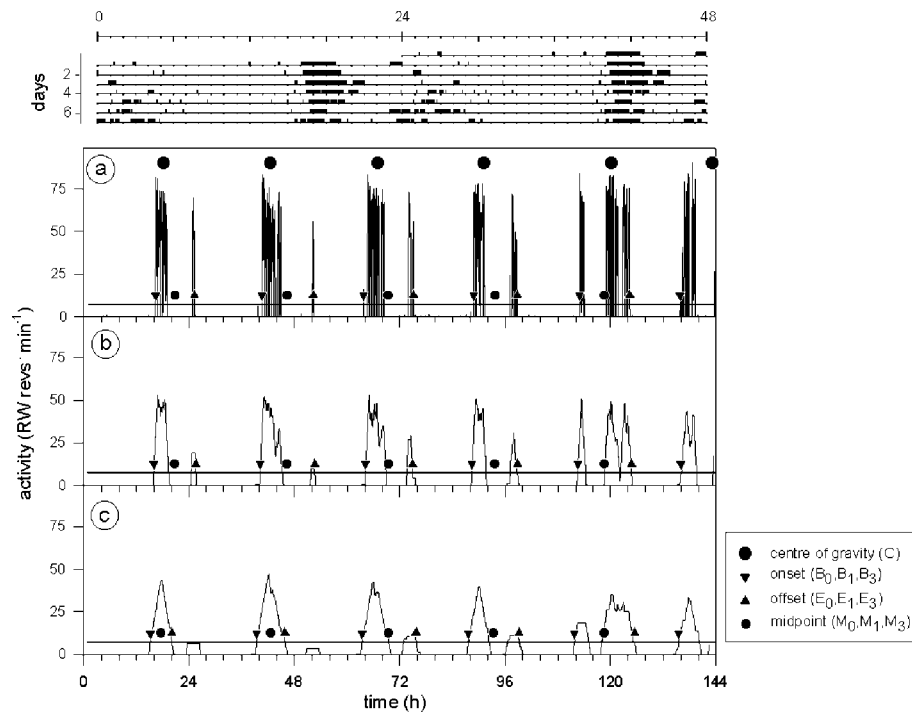 0 24 48
days
2
4
6
a
75
50
25
0
b
75
50
25
0
c
75
50
25
0
activity (RW revs · min-1)
0 24 48 72 96 120 144
time (h)
centre of gravity (C)
onset (B0,B1,B3)
offset (E0,E1,E3)
midpoint (M0,M1,M3)